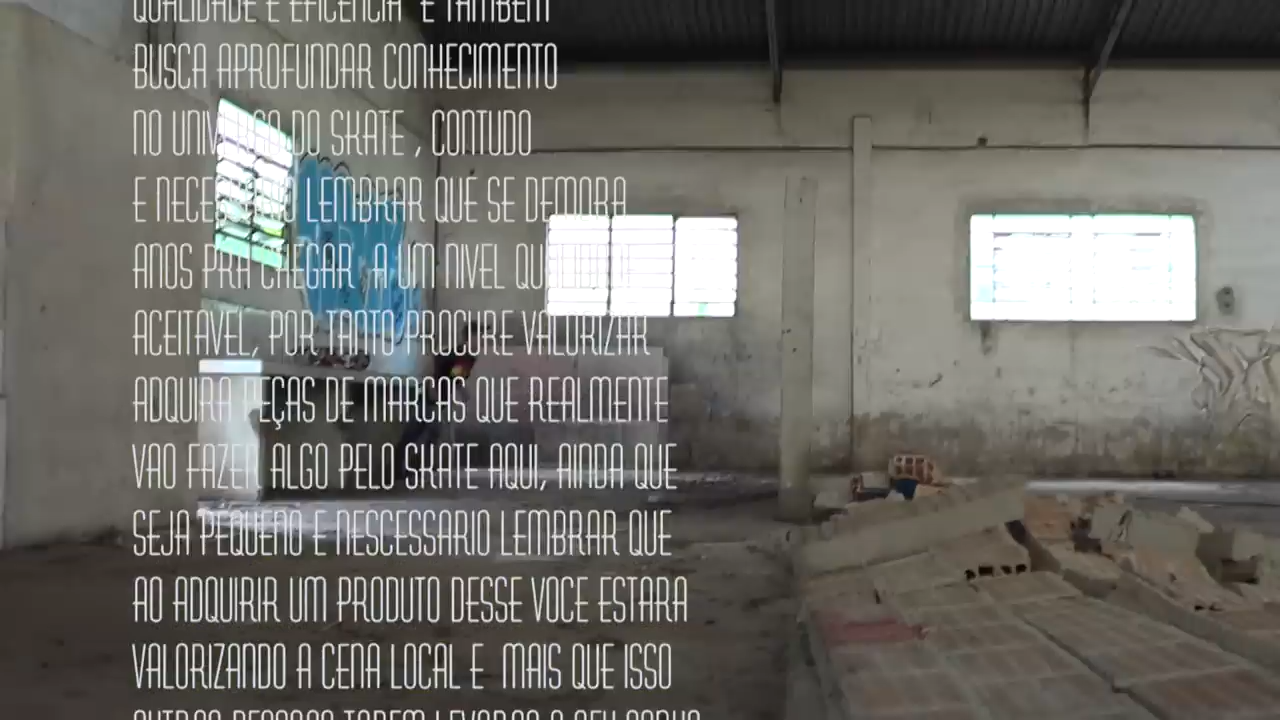 QUALIDADE E EFICENCIA E TAMBEM
BUSCA APROFUNDAR CONHECIMENTO
NO UNIVERSO DO SKATE , CONTUDO
E NECESSARIO LEMBRAR QUE SE DEMORA
ANOS PRA CHEGAR A UM NIVEL
ACEITAVEL, POR TANTO PROCURE VALORIZAR
ADQUIRA PEÇAS DE MARCAS QUE REALMENTE
VAO FAZER ALGO PELO SKATE AQUI, AINDA QUE
SEJA PEQUENO E NESCESSARIO LEMBRAR QUE
AO ADQUIRIR UM PRODUTO DESSE VOCE ESTARA
VALORIZANDO A CENA LOCAL E MAIS QUE ISSO